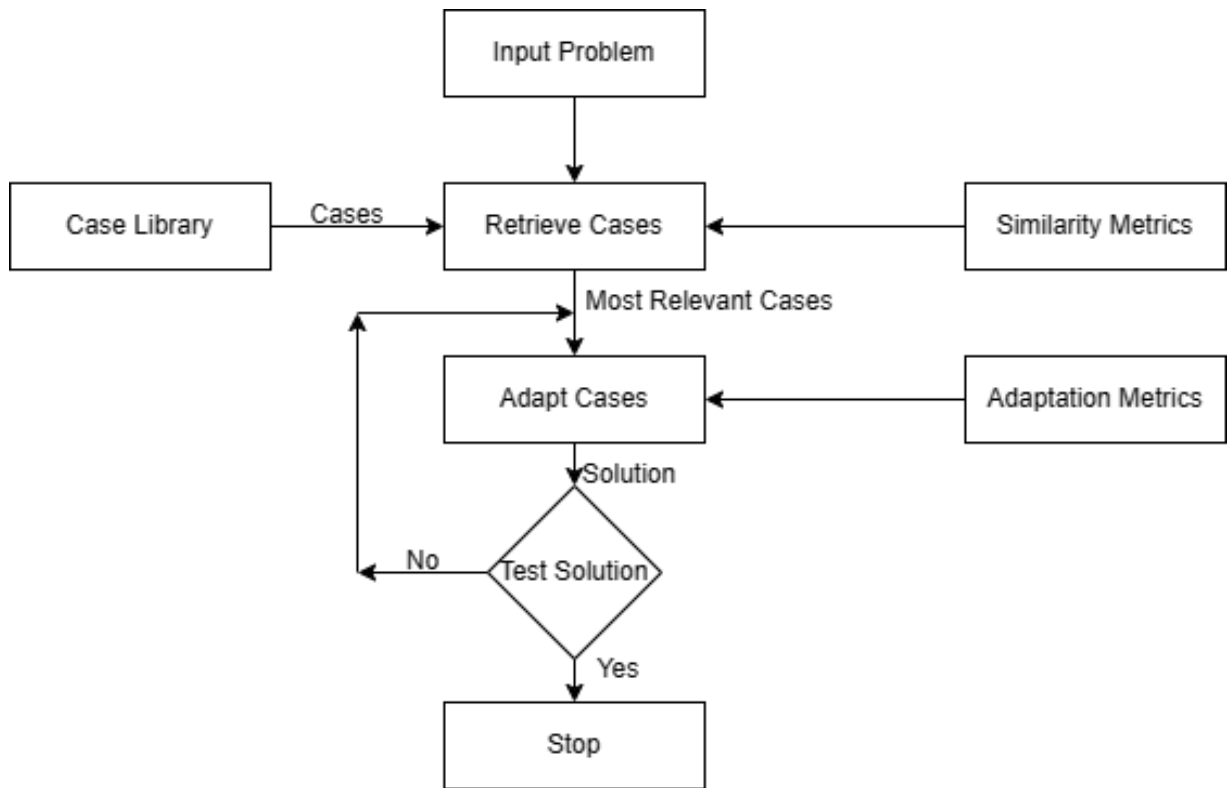 Input Problem
Case Library
Cases
Retrieve Cases
Similarity Metrics
Most Relevant Cases
Adapt Cases
Adaptation Metrics
Solution
No
Test Solution
Yes
Stop